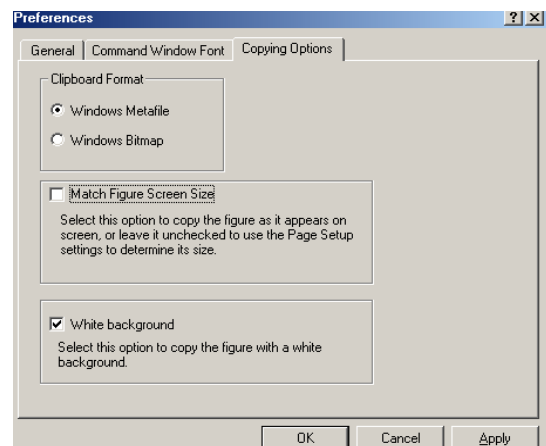 Preferences
General Command Window Font Copying Options
Clipboard Format
Windows Metafile
Windows Bitmap
Match Figure Screen Size
Select this option to copy the figure as it appears on
screen, or leave it unchecked to use the Page Setup
settings to determine its size.
White background
Select this option to copy the figure with a white
background.
OK Cancel Apply